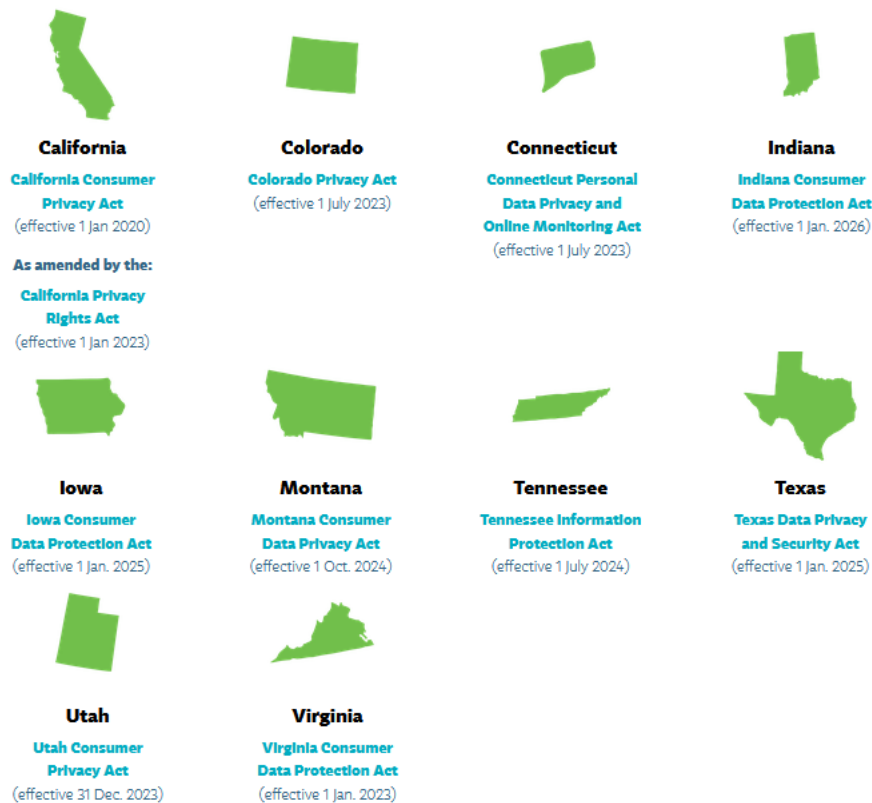 California
California Consumer
Privacy Act
(effective 1 Jan 2020)
As amended by the:
California Privacy
Rights Act
(effective 1 Jan 2023)
Colorado
Colorado Privacy Act
(effective 1 July 2023)
Connecticut
Connecticut Personal
Data Privacy and
Online Monitoring Act
(effective 1 July 2023)
Indiana
Indiana Consumer
Data Protection Act
(effective 1 Jan. 2026)
Iowa
Iowa Consumer
Data Protection Act
(effective 1 Jan. 2025)
Montana
Montana Consumer
Data Privacy Act
(effective 1 Oct. 2024)
Tennessee
Tennessee Information
Protection Act
(effective 1 July 2024)
Texas
Texas Data Privacy
and Security Act
(effective 1 Jan. 2025)
Utah
Utah Consumer
Privacy Act
(effective 31 Dec. 2023)
Virginia
Virginia Consumer
Data Protection Act
(effective 1 Jan. 2023)